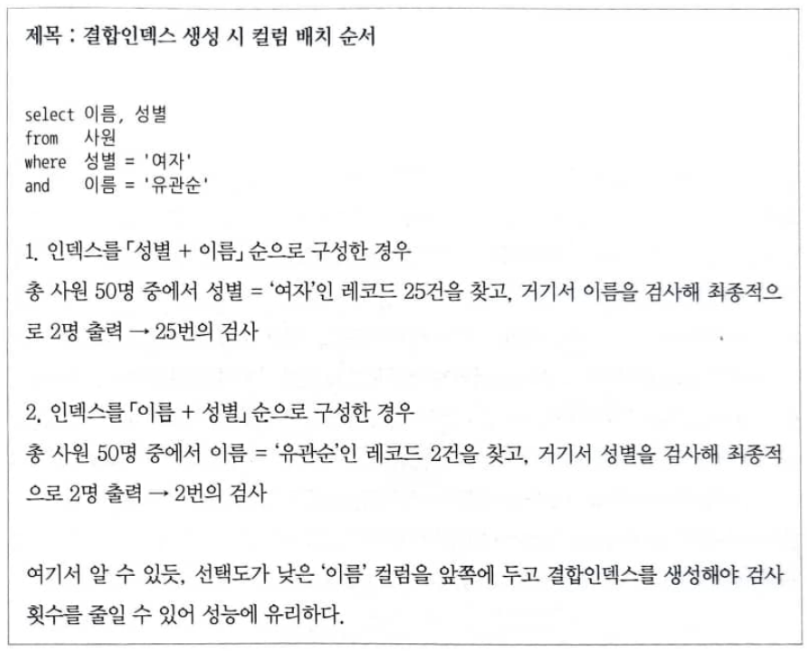 제목 : 결합인덱스 생성 시 컬럼 배치 순서
select 이름, 성별
from 사원
where 성별 = '여자'
and 이름 = '유관순'
1. 인덱스를 「성별 + 이름」 순으로 구성한 경우
총 사원 50명 중에서 성별 = '여자'인 레코드 25건을 찾고, 거기서 이름을 검사해 최종적으
로 2명 출력 → 25번의 검사
2. 인덱스를 「이름 + 성별」 순으로 구성한 경우
총 사원 50명 중에서 이름 = '유관순'인 레코드 2건을 찾고, 거기서 성별을 검사해 최종적
으로 2명 출력 → 2번의 검사
여기서 알 수 있듯, 선택도가 낮은 '이름' 컬럼을 앞쪽에 두고 결합인덱스를 생성해야 검사
횟수를 줄일 수 있어 성능에 유리하다.